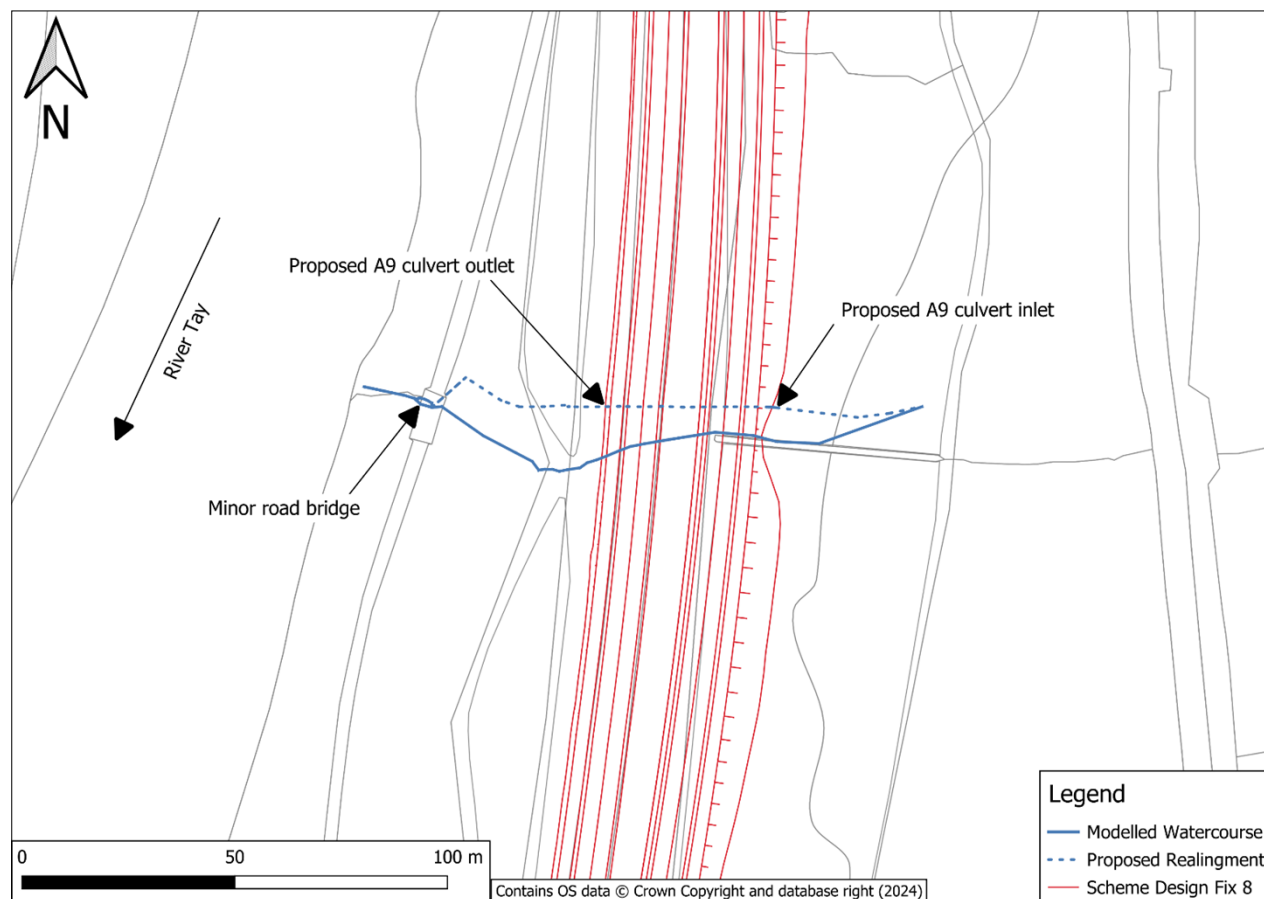 N
Proposed A9 culvert outlet
Proposed A9 culvert inlet
River Tay
Minor road bridge
Legend
Modelled Watercourse
Proposed Realingment
Scheme Design Fix 8
0 50 100 m
Contains OS data © Crown Copyright and database right (2024)